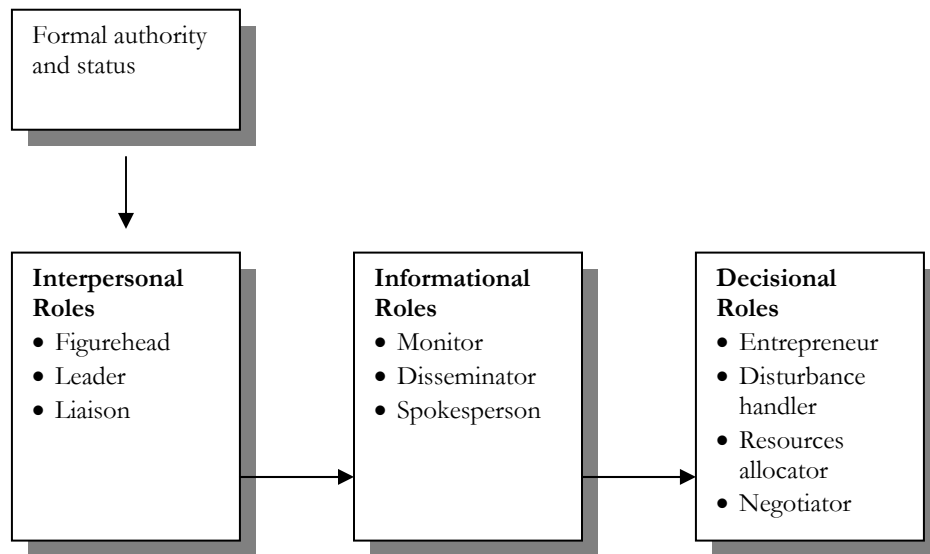 Formal authority
and status
Interpersonal
Roles
• Figurehead
• Leader
• Liaison
Informational
Roles
• Monitor
• Disseminator
• Spokesperson
Decisional
Roles
• Entrepreneur
• Disturbance
handler
• Resources
allocator
• Negotiator